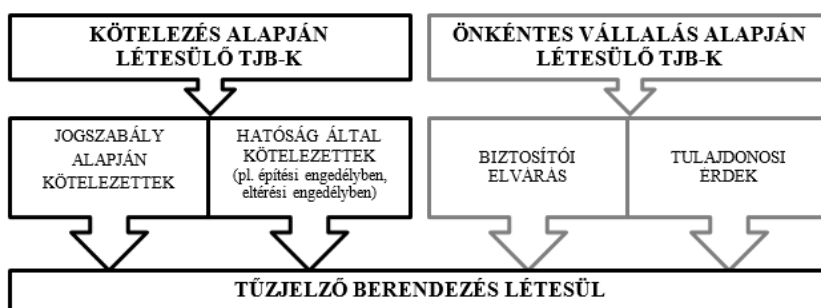 KÖTELEZÉS ALAPJÁN
LÉTESÜLŐ TJB-K
ÖNKÉNTES VÁLLALÁS ALAPJÁN
LÉTESÜLŐ TJB-K
JOGSZABÁLY
ALAPJÁN
KÖTELEZETTEK
HATÓSÁG ÁLTAL
KÖTELEZETTEK
(pl. építési engedélyben,
eltérési engedélyben)
BIZTOSÍTÓI
ELVÁRÁS
TULAJDONOSI
ÉRDEK
TŰZJELZŐ BERENDEZÉS LÉTESÜL